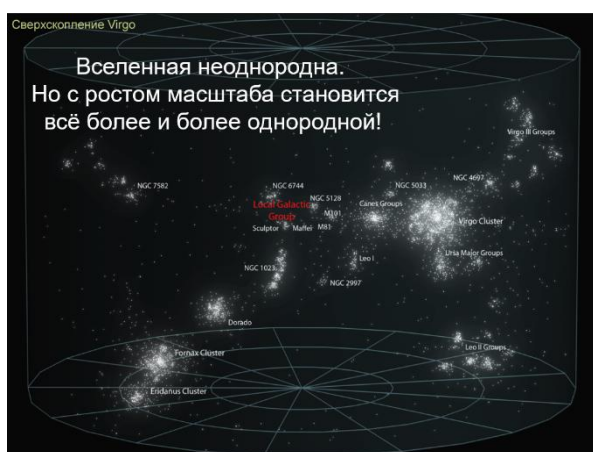 Сверхскопление Virgo
Вселенная неоднородна.
Но с ростом масштаба становится
всё более и более однородной!
Virgo III Groups
NGC 7582
NGC 6744
NGC 5033
NGC 4697
NGC 5128
Local Galactic
Group
Canes Groups
M101
Virgo Cluster
Sculptor
Maffei
M81
Ursa Major Groups
Leo I
NGC 1023
NGC 2997
Dorado
Leo II Groups
Fornax Cluster
Eridanus Cluster